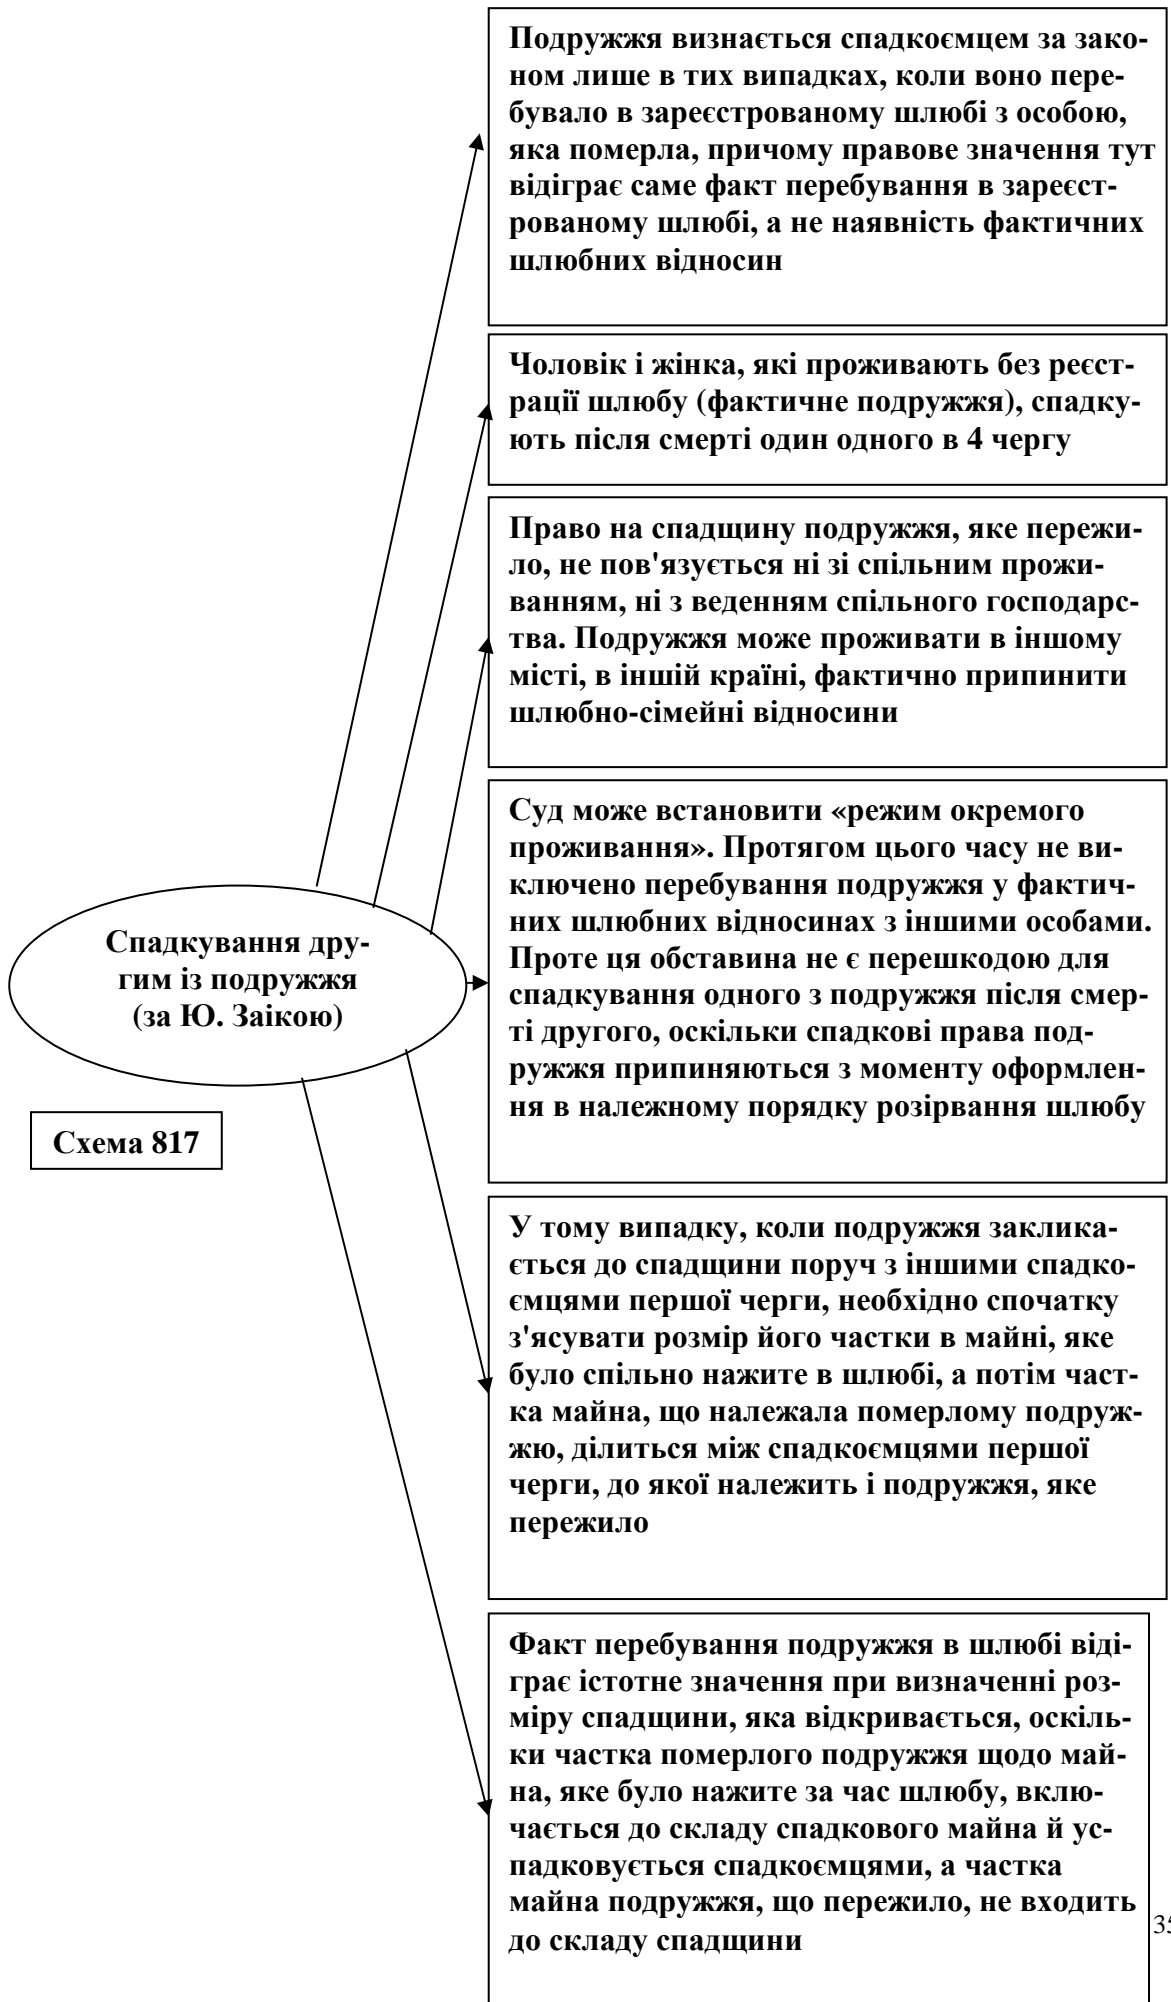 Подружжя визнається спадкоємцем за зако-
ном лише в тих випадках, коли воно пере-
бувало в зареєстрованому шлюбі з особою,
яка померла, причому правове значення тут
відіграє саме факт перебування в зареєст-
рованому шлюбі, а не наявність фактичних
шлюбних відносин
Чоловік і жінка, які проживають без реєст-
рації шлюбу (фактичне подружжя), спадку-
ють після смерті один одного в 4 чергу
Право на спадщину подружжя, яке пережи-
ло, не пов'язується ні зі спільним прожи-
ванням, ні з веденням спільного господарс-
тва. Подружжя може проживати в іншому
місті, в іншій країні, фактично припинити
шлюбно-сімейні відносини
Суд може встановити «режим окремого
проживання». Протягом цього часу не ви-
ключено перебування подружжя у фактич-
них шлюбних відносинах з іншими особами.
Проте ця обставина не є перешкодою для
спадкування одного з подружжя після смер-
ті другого, оскільки спадкові права под-
ружжя припиняються з моменту оформлен-
ня в належному порядку розірвання шлюбу
Спадкування дру-
гим із подружжя
(за Ю. Заікою)
Схема 817
У тому випадку, коли подружжя заклика-
ється до спадщини поруч з іншими спадко-
ємцями першої черги, необхідно спочатку
з'ясувати розмір його частки в майні, яке
було спільно нажите в шлюбі, а потім част-
ка майна, що належала померлому подруж-
жю, ділиться між спадкоємцями першої
черги, до якої належить і подружжя, яке
пережило
Факт перебування подружжя в шлюбі віді-
грає істотне значення при визначенні роз-
міру спадщини, яка відкривається, оскіль-
ки частка померлого подружжя щодо май-
на, яке було нажите за час шлюбу, вклю-
чається до складу спадкового майна й ус-
падковується спадкоємцями, а частка
майна подружжя, що пережило, не входить
до складу спадщини